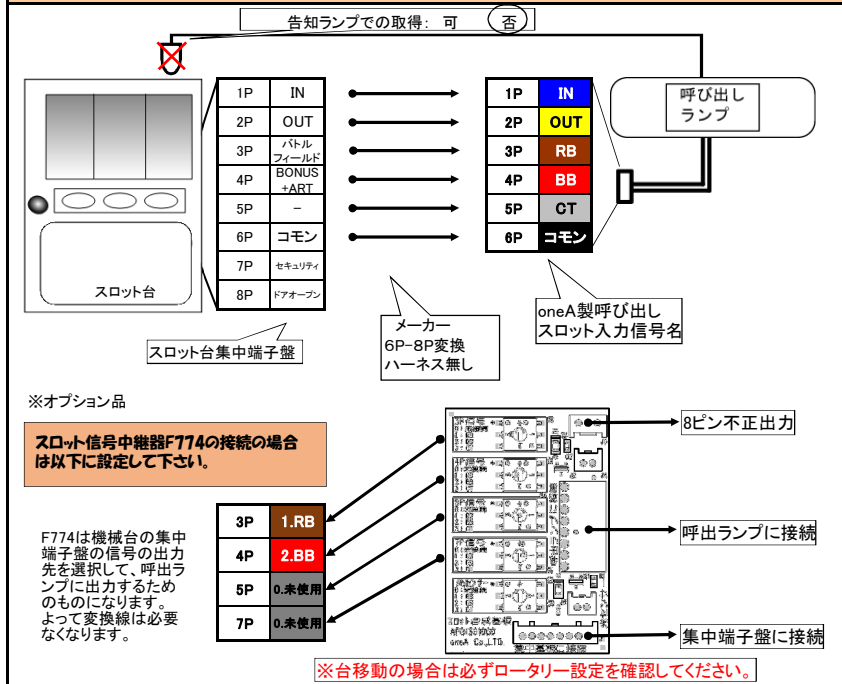 告知ランプでの取得: 可 否
呼び出し
ランプ
1P IN
2P OUT
3P バトル
フィールド
4P BONUS
+ART
5P －
6P コモン
7P セキュリティ
8P ドアオープン
1P IN
2P OUT
3P RB
4P BB
5P CT
6P コモン
スロット台
スロット台集中端子盤
メーカー
6P-8P変換
ハーネス無し
oneA製呼び出し
スロット入力信号名
※オプション品
スロット信号中継器F774の接続の場合
は以下に設定して下さい。
F774は機械台の集中
端子盤の信号の出力
先を選択して、呼出ラ
ンプに出力するため
のものになります。
よって変換線は必要
なくなります。
3P 1.RB
4P 2.BB
5P 0.未使用
7P 0.未使用
8ピン不正出力
呼出ランプに接続
集中端子盤に接続
oneA Co.,LTD
※台移動の場合は必ずロータリー設定を確認してください。